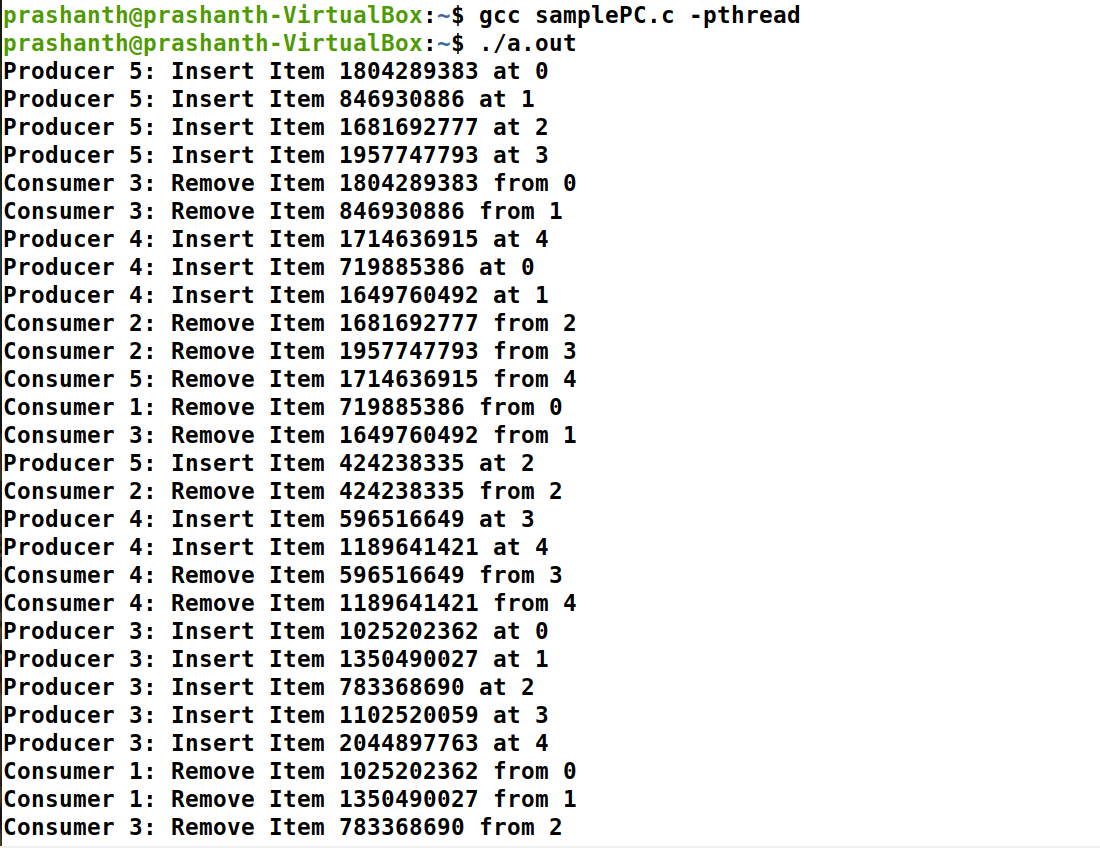 prashanth@prashanth-VirtualBox:~$ gcc samplePC.c -pthread
prashanth@prashanth-VirtualBox:~$ ./a.out
Producer 5: Insert Item 1804289383 at 0
Producer 5: Insert Item 846930886 at 1
Producer 5: Insert Item 1681692777 at 2
Producer 5: Insert Item 1957747793 at 3
Consumer 3: Remove Item 1804289383 from 0
Consumer 3: Remove Item 846930886 from 1
Producer 4: Insert Item 1714636915 at 4
Producer 4: Insert Item 719885386 at 0
Producer 4: Insert Item 1649760492 at 1
Consumer 2: Remove Item 1681692777 from 2
Consumer 2: Remove Item 1957747793 from 3
Consumer 5: Remove Item 1714636915 from 4
Consumer 1: Remove Item 719885386 from 0
Consumer 3: Remove Item 1649760492 from 1
Producer 5: Insert Item 424238335 at 2
Consumer 2: Remove Item 424238335 from 2
Producer 4: Insert Item 596516649 at 3
Producer 4: Insert Item 1189641421 at 4
Consumer 4: Remove Item 596516649 from 3
Consumer 4: Remove Item 1189641421 from 4
Producer 3: Insert Item 1025202362 at 0
Producer 3: Insert Item 1350490027 at 1
Producer 3: Insert Item 783368690 at 2
Producer 3: Insert Item 1102520059 at 3
Producer 3: Insert Item 2044897763 at 4
Consumer 1: Remove Item 1025202362 from 0
Consumer 1: Remove Item 1350490027 from 1
Consumer 3: Remove Item 783368690 from 2